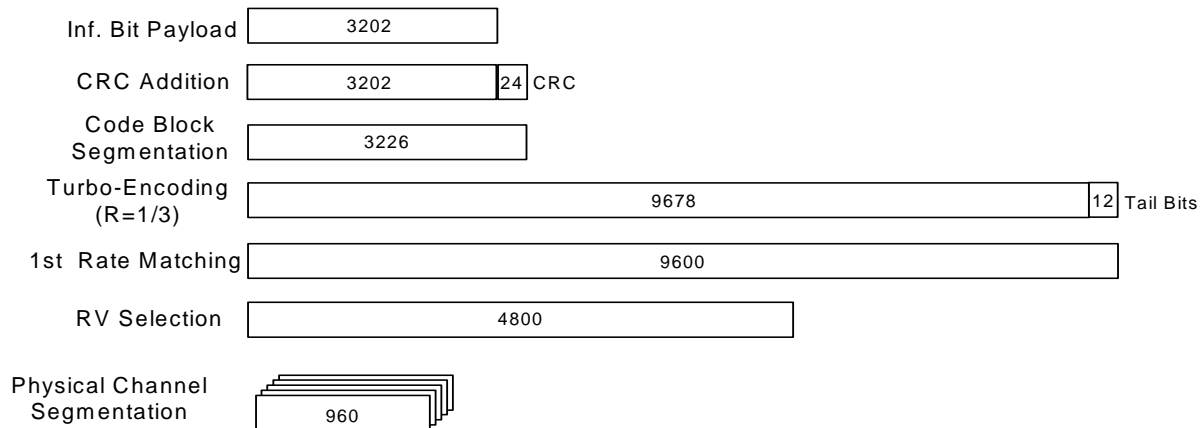 Inf. Bit Payload 3202
CRC Addition 3202 24 CRC
Code Block
Segmentation 3226
Turbo-Encoding
(R=1/3) 9678 12 Tail Bits
1st Rate Matching 9600
RV Selection 4800
Physical Channel
Segmentation 960